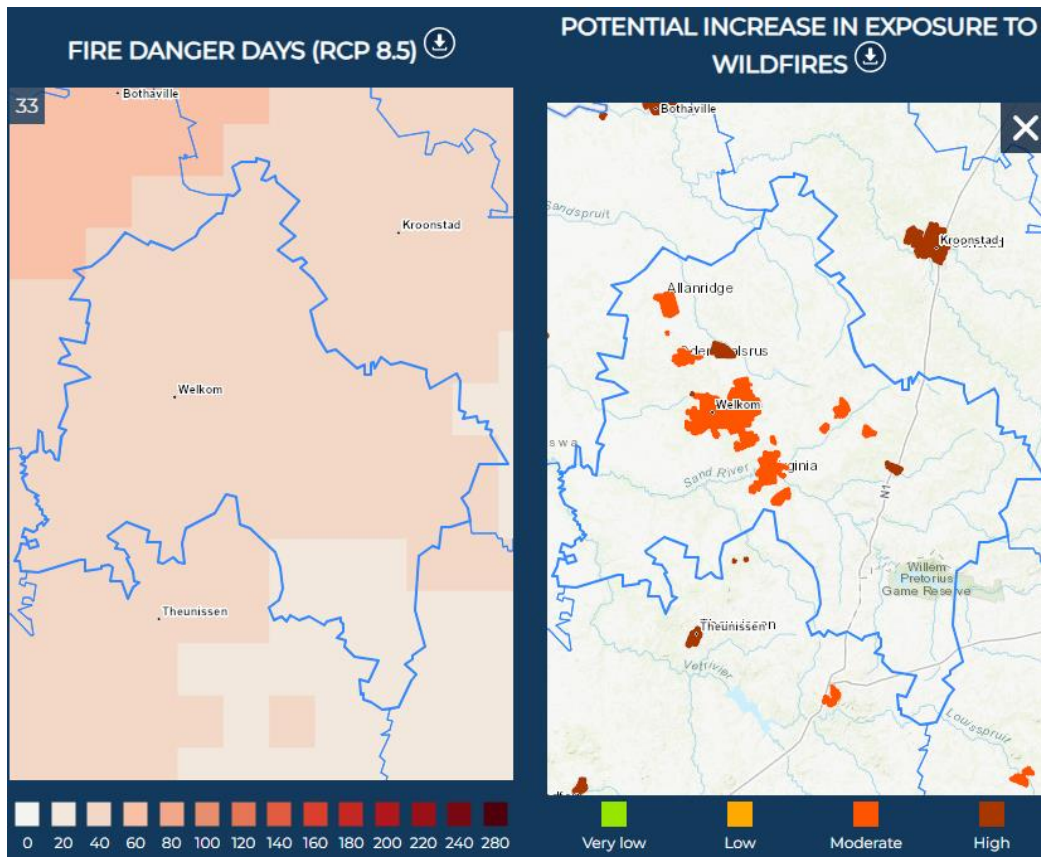 FIRE DANGER DAYS (RCP 8.5)
33
Bothaville
Kroonstad
Welkom
Theunissen
0 20 40 60 80 100 120 140 160 180 200 220 240 280
POTENTIAL INCREASE IN EXPOSURE TO
WILDFIRES
Bothaville
Sandspruit
Kroonstad
Allanridge
Welkom
swa
Sand River
ginia
N1
Willem
Pretorius
Game Reserve
Theunissen
Vetrivier
Very low Low Moderate High